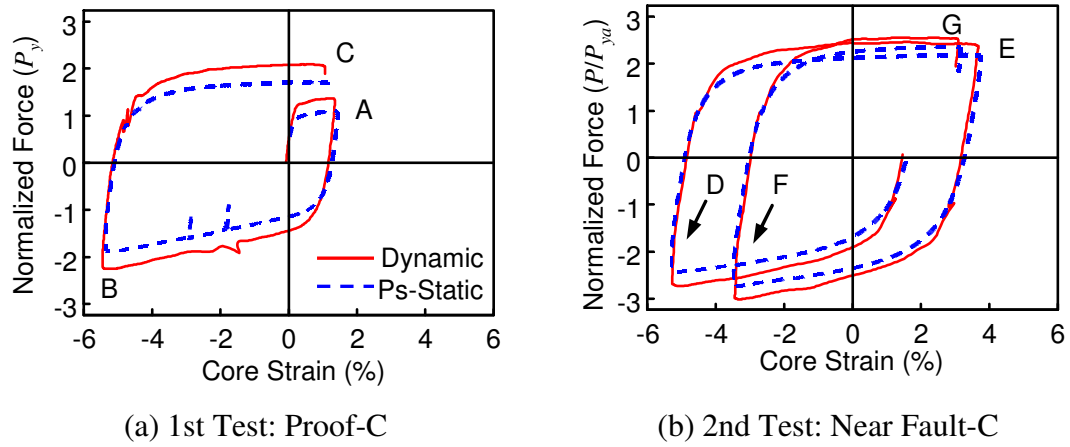 3
2
1
0
-1
-2
-3
-6 -4 -2 0 2 4 6
Normalized Force (Py)
Core Strain (%)
A
B
C
Dynamic
Ps-Static
(a) 1st Test: Proof-C
3
2
1
0
-1
-2
-3
-6 -4 -2 0 2 4 6
Normalized Force (P/Pya)
Core Strain (%)
G
E
D
F
(b) 2nd Test: Near Fault-C